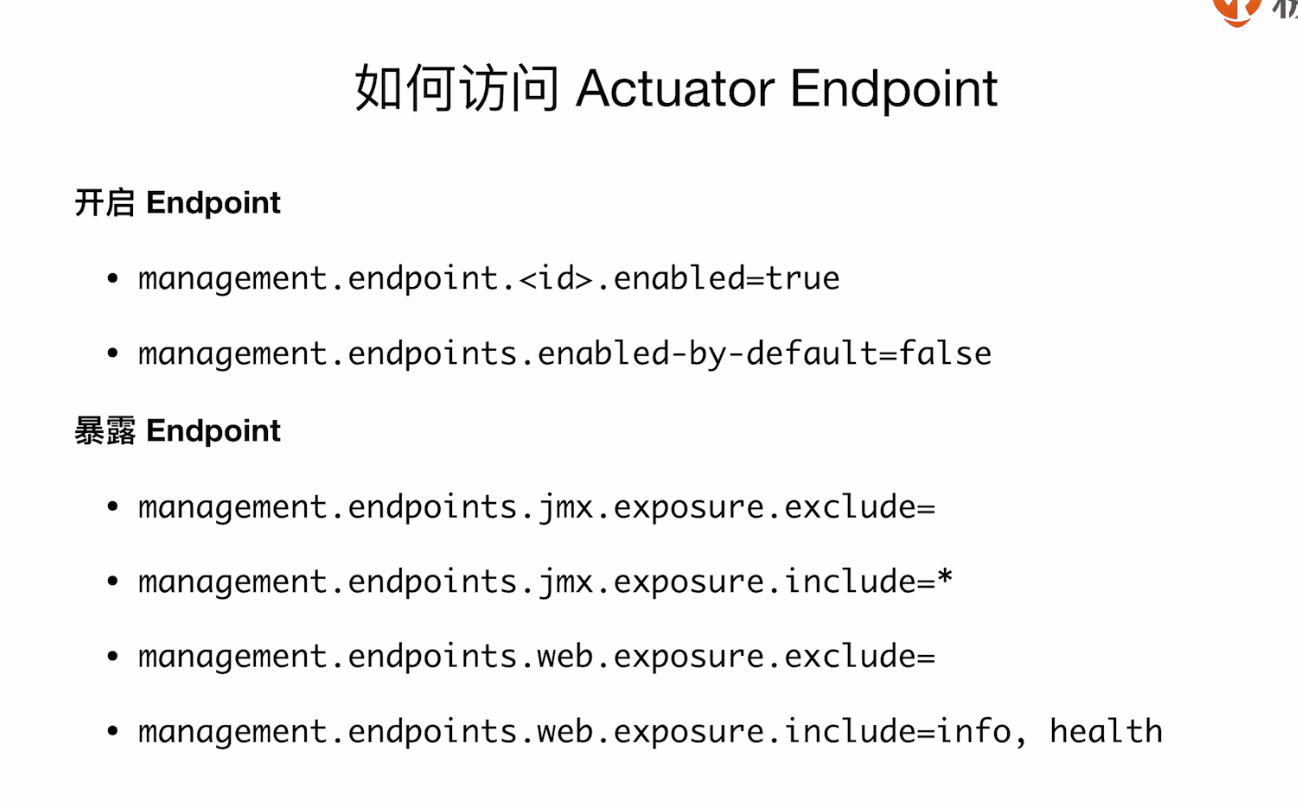 如何访问 Actuator Endpoint
开启 Endpoint
• management.endpoint.<id>.enabled=true
• management.endpoints.enabled-by-default=false
暴露 Endpoint
• management.endpoints.jmx.exposure.exclude=
• management.endpoints.jmx.exposure.include=*
• management.endpoints.web.exposure.exclude=
• management.endpoints.web.exposure.include=info, health